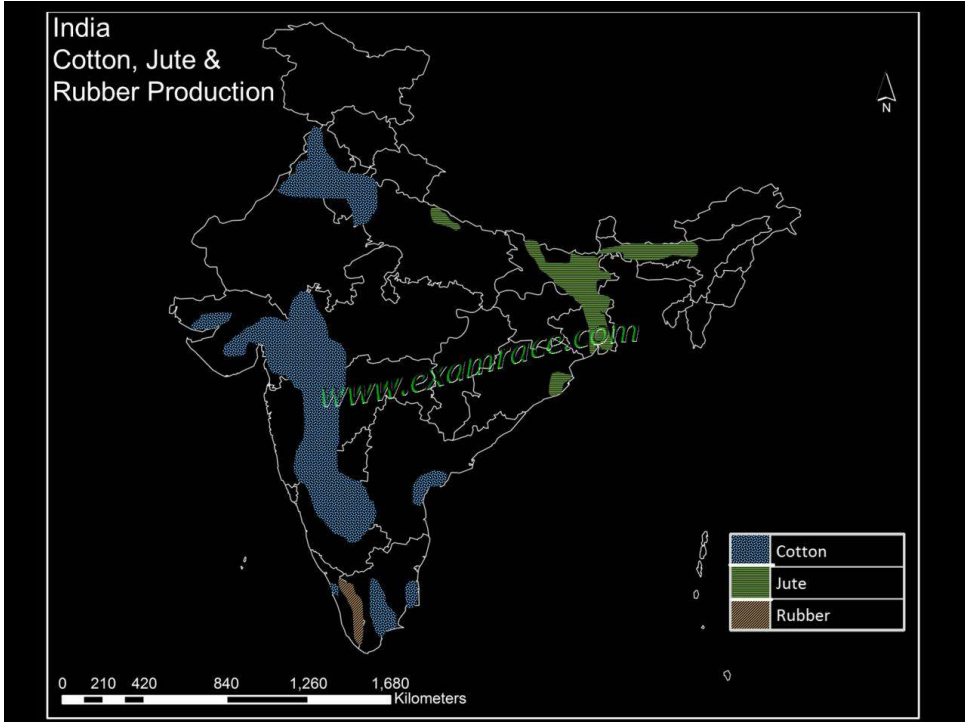 India
Cotton, Jute &
Rubber Production
N
www.examrace.com
Cotton
Jute
Rubber
0 210 420 840 1,260 1,680
Kilometers